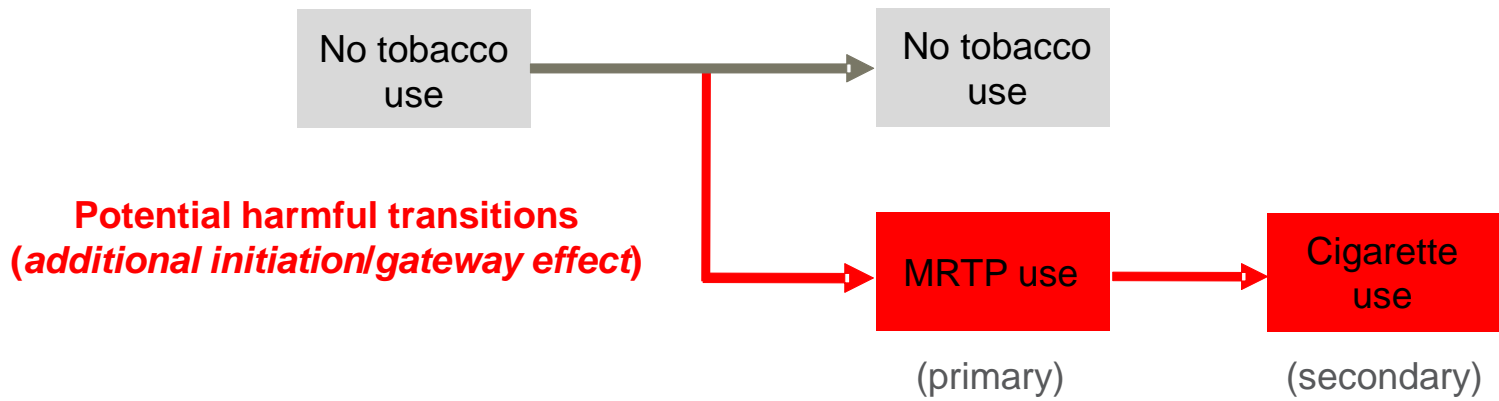 No tobacco
use
No tobacco
use
Potential harmful transitions
(additional initiation/gateway effect)
MRTP use
Cigarette
use
(primary)
(secondary)